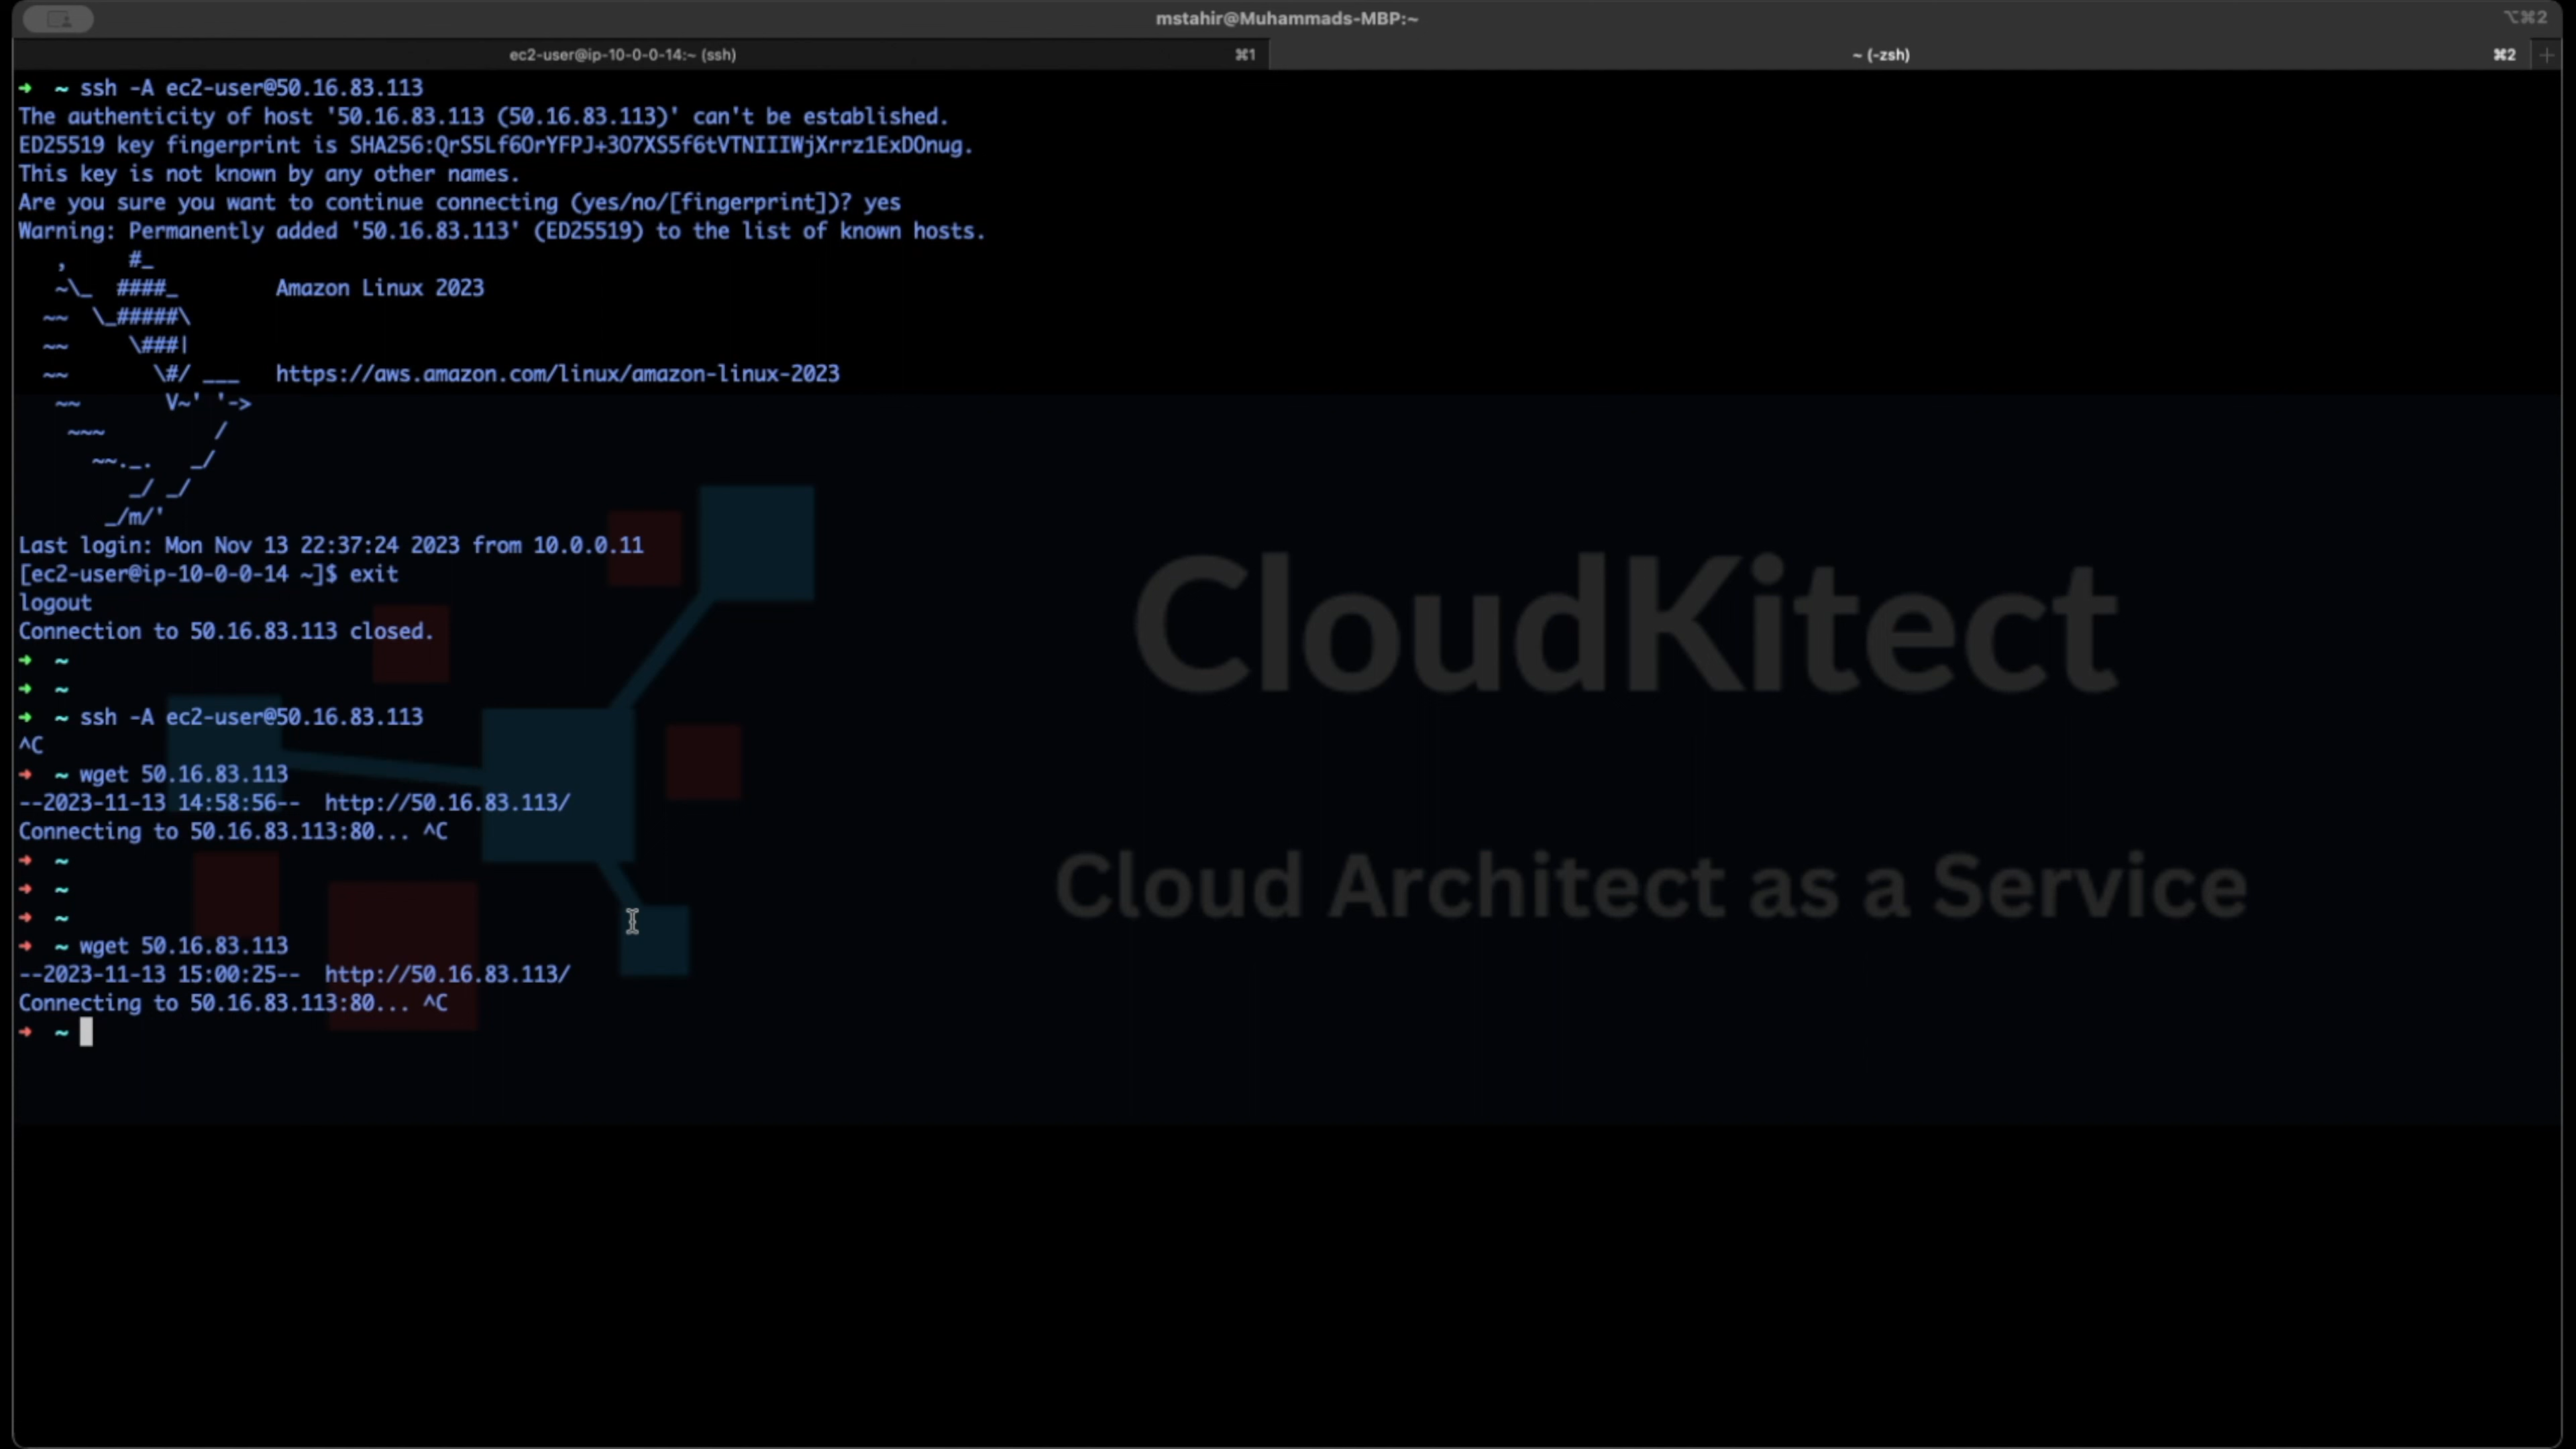 mstahir@Muhammads-MBP:~
⌥⌘2
ec2-user@ip-10-0-0-14:~ (ssh)
⌘1
~ (-zsh)
⌘2
+
➜  ~ ssh -A ec2-user@50.16.83.113
The authenticity of host '50.16.83.113 (50.16.83.113)' can't be established.
ED25519 key fingerprint is SHA256:QrS5Lf6OrYFPJ+3O7XS5f6tVTNIIIWjXrrz1ExDOnug.
This key is not known by any other names.
Are you sure you want to continue connecting (yes/no/[fingerprint])? yes
Warning: Permanently added '50.16.83.113' (ED25519) to the list of known hosts.
   ,     #_
   ~\_  ####_        Amazon Linux 2023
  ~~  \_#####\
  ~~     \###|
  ~~       \#/ ___   https://aws.amazon.com/linux/amazon-linux-2023
   ~~       V~' '->
    ~~~         /
      ~~._.   _/
         _/ _/
       _/m/'
Last login: Mon Nov 13 22:37:24 2023 from 10.0.0.11
[ec2-user@ip-10-0-0-14 ~]$ exit
logout
Connection to 50.16.83.113 closed.
➜  ~
➜  ~
➜  ~ ssh -A ec2-user@50.16.83.113
^C
➜  ~ wget 50.16.83.113
--2023-11-13 14:58:56--  http://50.16.83.113/
Connecting to 50.16.83.113:80... ^C
➜  ~
➜  ~
➜  ~
➜  ~ wget 50.16.83.113
--2023-11-13 15:00:25--  http://50.16.83.113/
Connecting to 50.16.83.113:80... ^C
➜  ~
CloudKitect
Cloud Architect as a Service